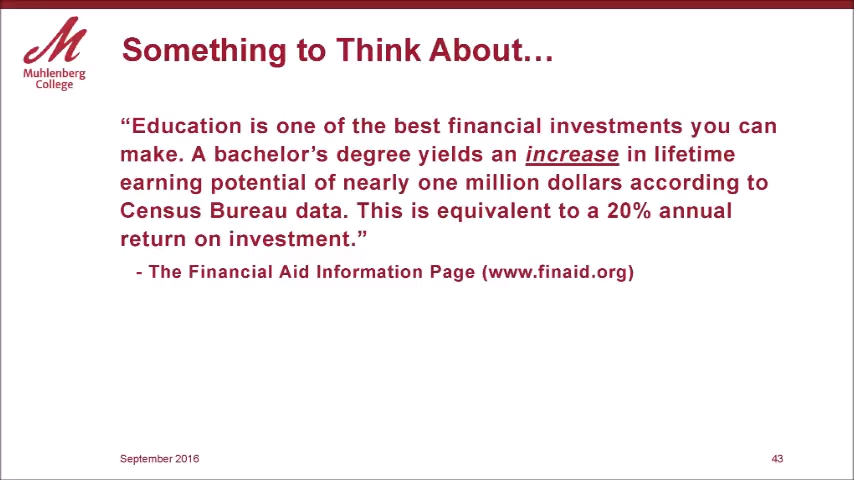 Muhlenberg
College
Something to Think About…
“Education is one of the best financial investments you can
make. A bachelor’s degree yields an increase in lifetime
earning potential of nearly one million dollars according to
Census Bureau data. This is equivalent to a 20% annual
return on investment.”
- The Financial Aid Information Page (www.finaid.org)
September 2016
43